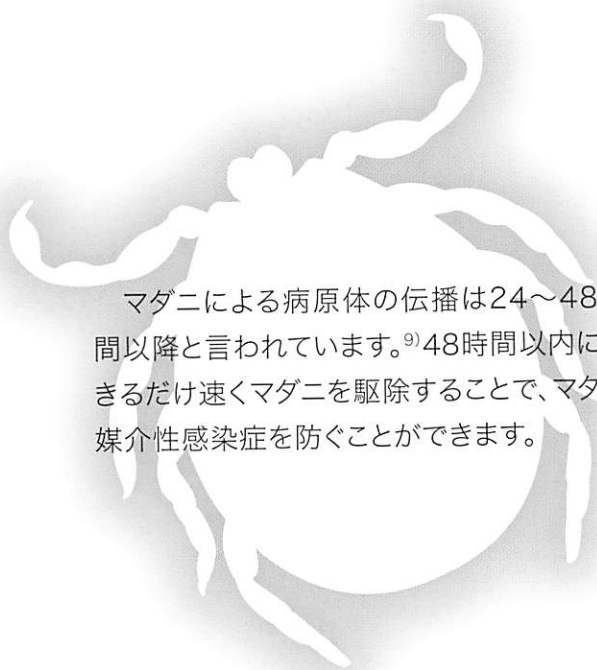 マダニによる病原体の伝播は24〜48
間以降と言われています。⁹⁾48時間以内に
きるだけ速くマダニを駆除することで、マダ
媒介性感染症を防ぐことができます。